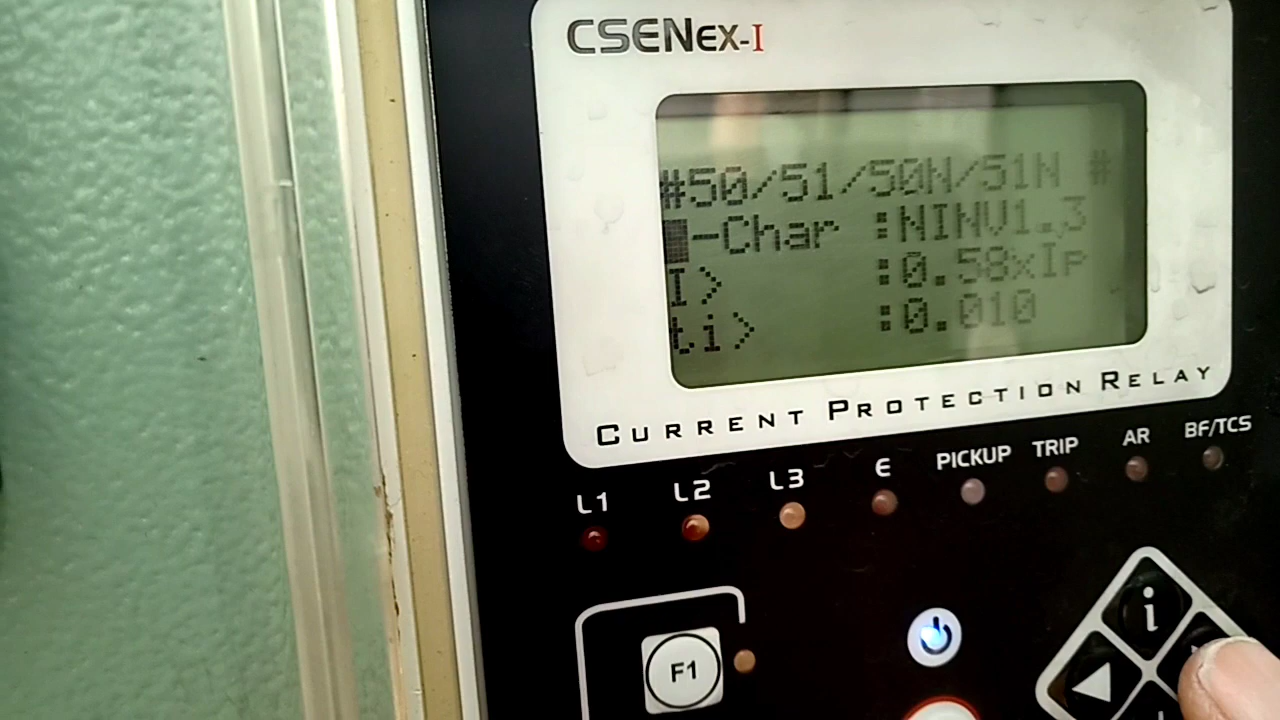 CSENEX-I
#50/51/50N/51N #
-Char :NINV1.3
I> :0.58xIp
ti> :0.010
CURRENT PROTECTION RELAY
L1 L2 L3 E PICKUP TRIP AR BF/TCS
i
F1